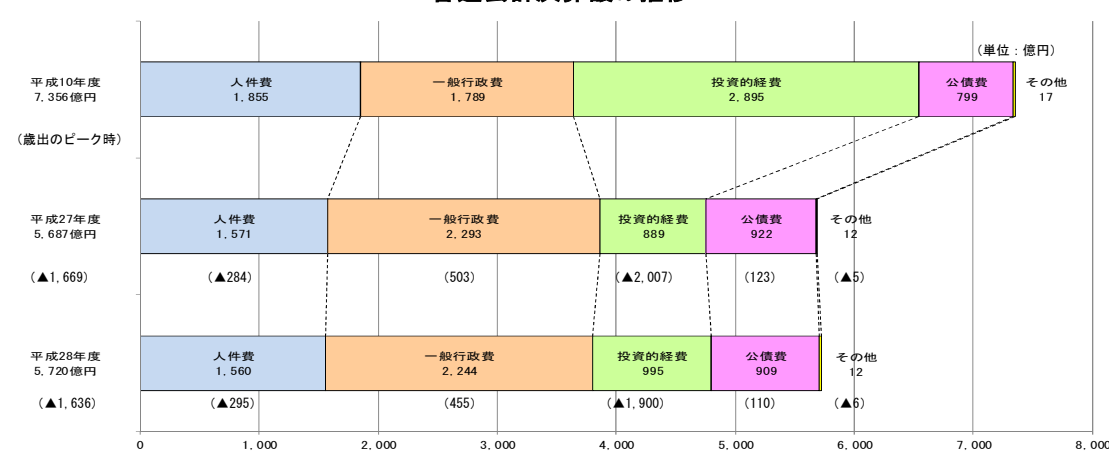 (単位：億円)
平成10年度
7,356億円
人件費
1,855
一般行政費
1,789
投資的経費
2,895
公債費
799
その他
17
(歳出のピーク時)
平成27年度
5,687億円
人件費
1,571
一般行政費
2,293
投資的経費
889
公債費
922
その他
12
(▲1,669)
(▲284)
(503)
(▲2,007)
(123)
(▲5)
平成28年度
5,720億円
人件費
1,560
一般行政費
2,244
投資的経費
995
公債費
909
その他
12
(▲1,636)
(▲295)
(455)
(▲1,900)
(110)
(▲6)
0 1,000 2,000 3,000 4,000 5,000 6,000 7,000 8,000